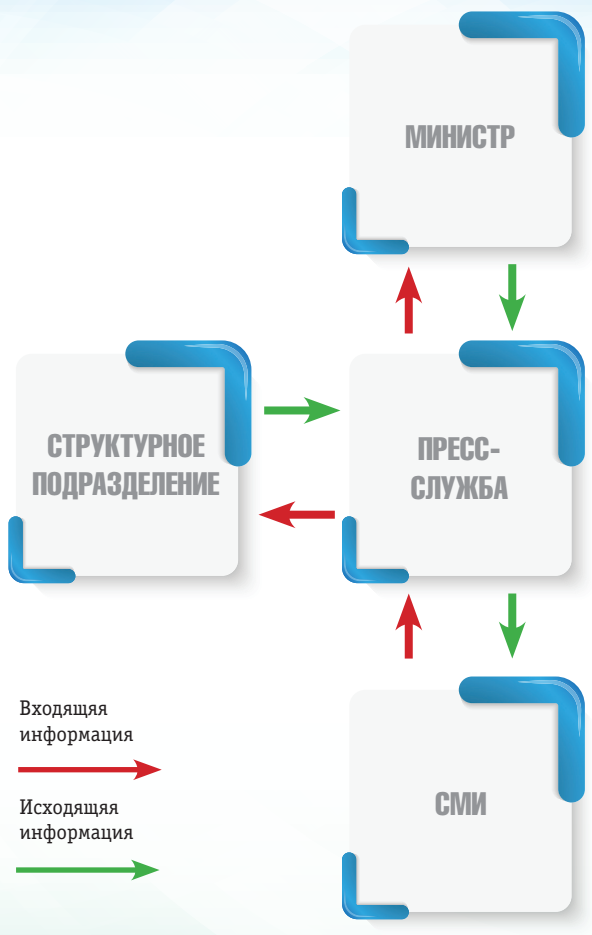 МИНИСТР
СТРУКТУРНОЕ
ПОДРАЗДЕЛЕНИЕ
ПРЕСС-
СЛУЖБА
Входящяя
информация
Исходящяя
информация
СМИ